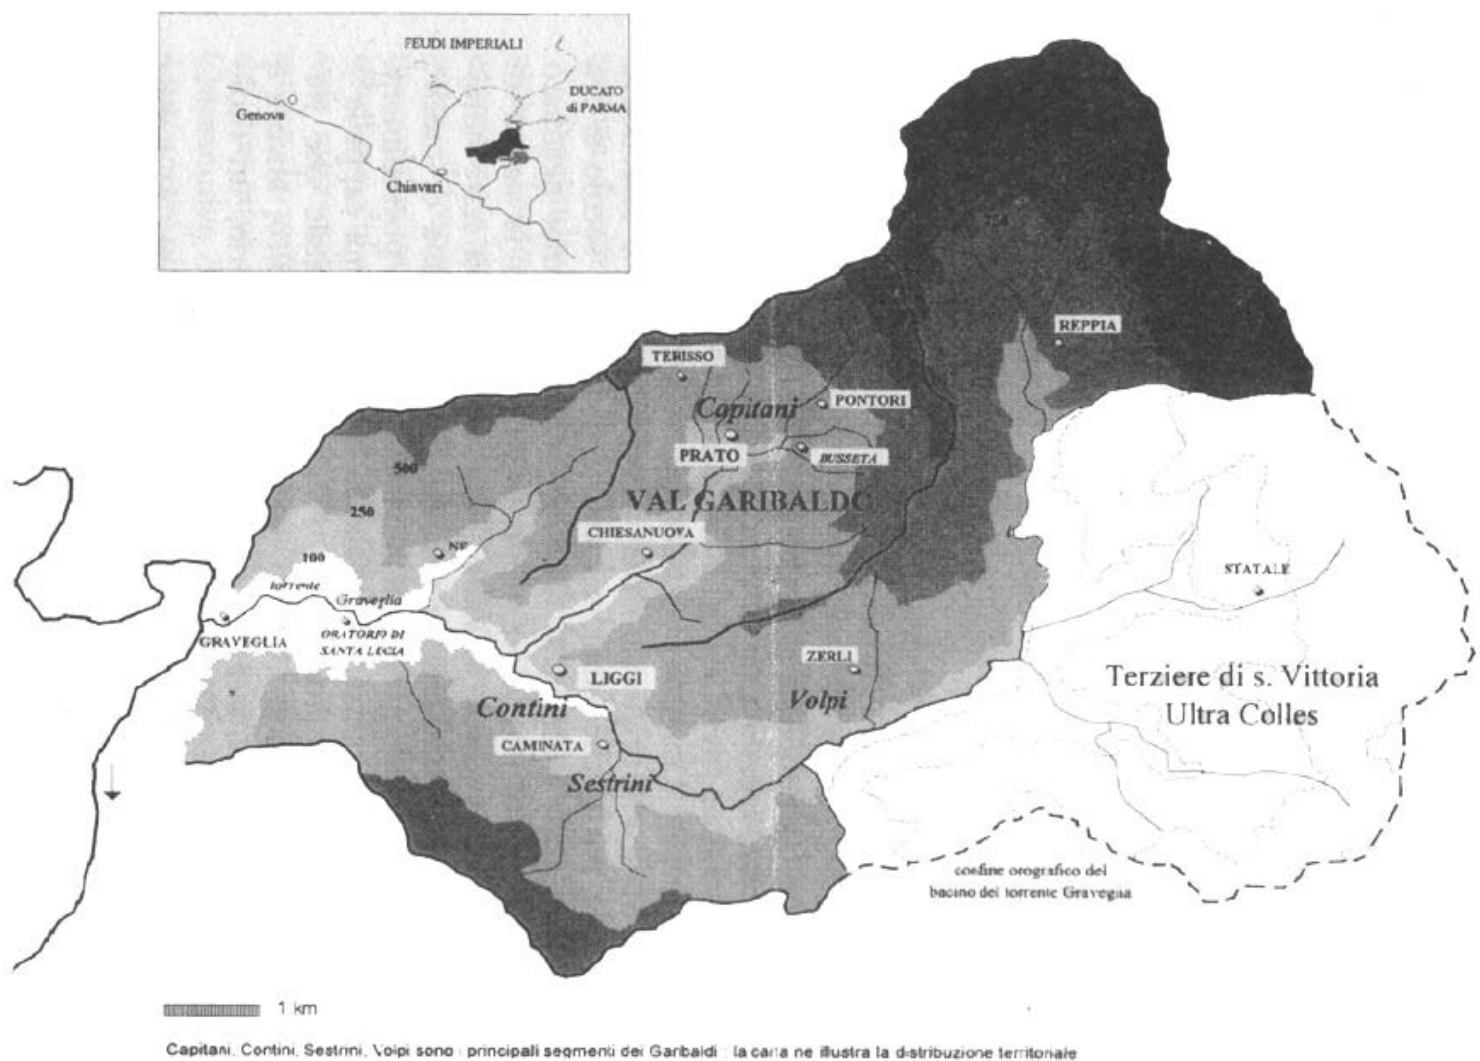 FEUDI IMPERIALI
DUCATO
di PARMA
Genova
Chiavari
750
REPPIA
TERISSO
Capitani
PONTORI
PRATO
BUSSETA
500
VAL GARIBALDO
250
CHIESANUOVA
NE
100
torrente
Graveglia
STATALE
GRAVEGLIA
ORATORIO DI
SANTA LUCIA
ZERLI
LIGGI
Volpi
Terziere di s. Vittoria
Ultra Colles
Contini
CAMINATA
Sestrini
confine orografico del
bacino del torrente Graveglia
1 km
Capitani, Contini, Sestrini, Volpi sono i principali segmenti dei Garibaldi : la carta ne illustra la distribuzione territoriale